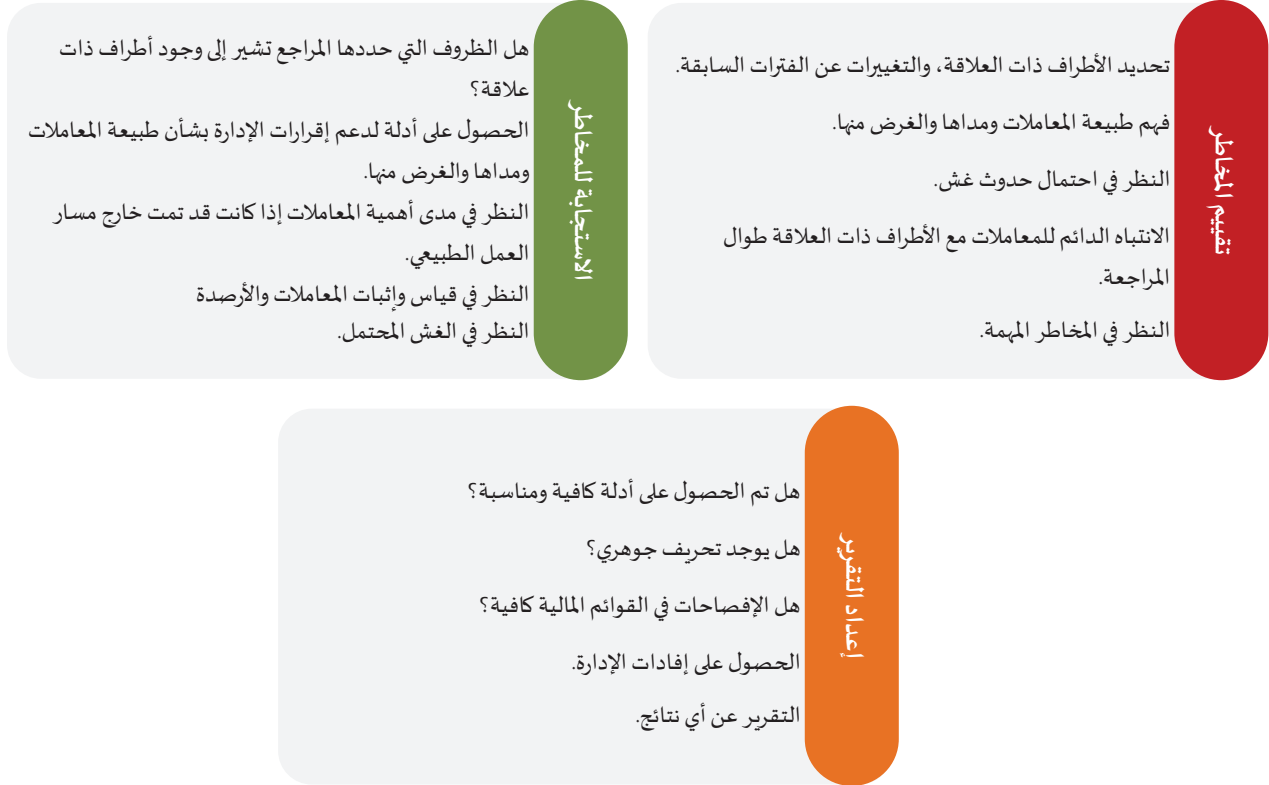 تقييم المخاطر
تحديد الأطراف ذات العلاقة، والتغييرات عن الفترات السابقة.
فهم طبيعة المعاملات ومداها والغرض منها.
النظر في احتمال حدوث غش.
الانتباه الدائم للمعاملات مع الأطراف ذات العلاقة طوال
المراجعة.
النظر في المخاطر المهمة.
الاستجابة للمخاطر
هل الظروف التي حددها المراجع تشير إلى وجود أطراف ذات
علاقة؟
الحصول على أدلة لدعم إقرارات الإدارة بشأن طبيعة المعاملات
ومداها والغرض منها.
النظر في مدى أهمية المعاملات إذا كانت قد تمت خارج مسار
العمل الطبيعي.
النظر في قياس وإثبات المعاملات والأرصدة
النظر في الغش المحتمل.
إعداد التقرير
هل تم الحصول على أدلة كافية ومناسبة؟
هل يوجد تحريف جوهري؟
هل الإفصاحات في القوائم المالية كافية؟
الحصول على إفادات الإدارة.
التقرير عن أي نتائج.